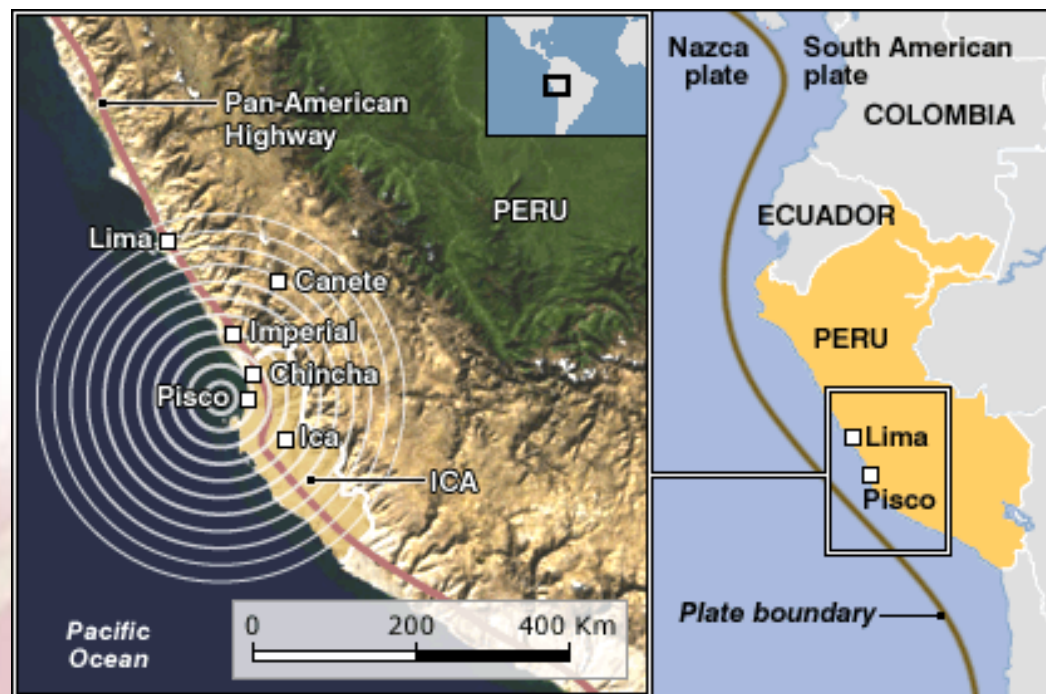 Pan-American
Highway
PERU
Lima
Canete
Imperial
Chincha
Pisco
Ica
ICA
Pacific
Ocean
0 200 400 Km
Nazca
plate
South American
plate
COLOMBIA
ECUADOR
PERU
Lima
Pisco
Plate boundary